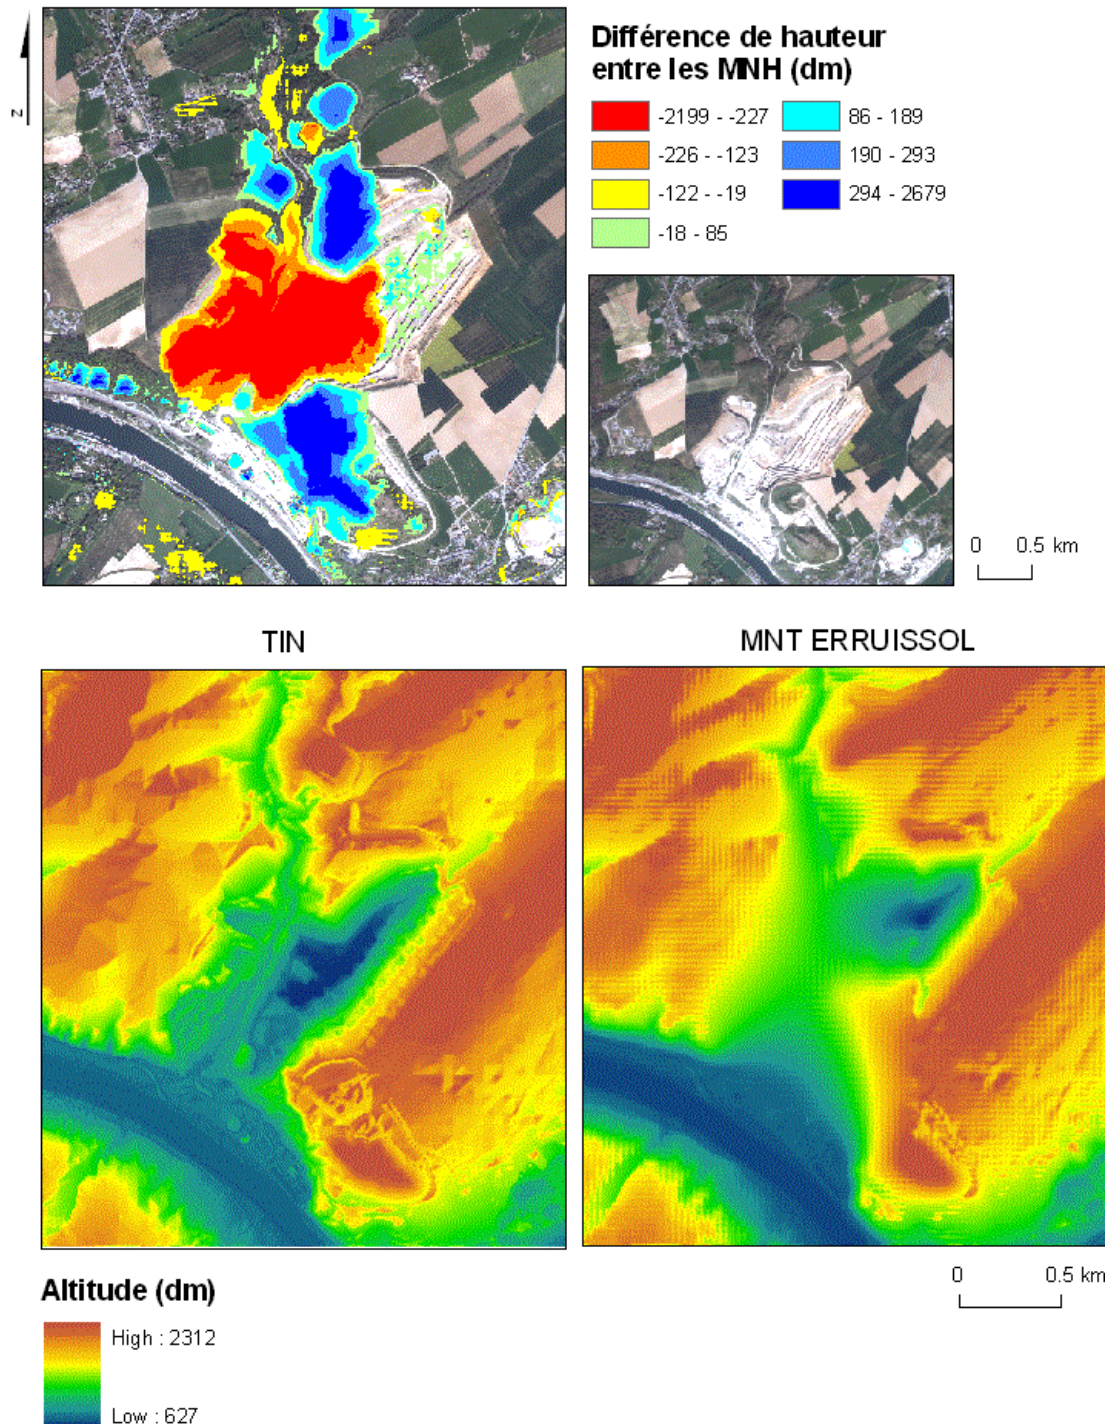 Différence de hauteur
entre les MNH (dm)
-2199 - -227
86 - 189
-226 - -123
190 - 293
-122 - -19
294 - 2679
-18 - 85
N
0 0.5 km
TIN
MNT ERRUISSOL
0 0.5 km
Altitude (dm)
High : 2312
Low : 627